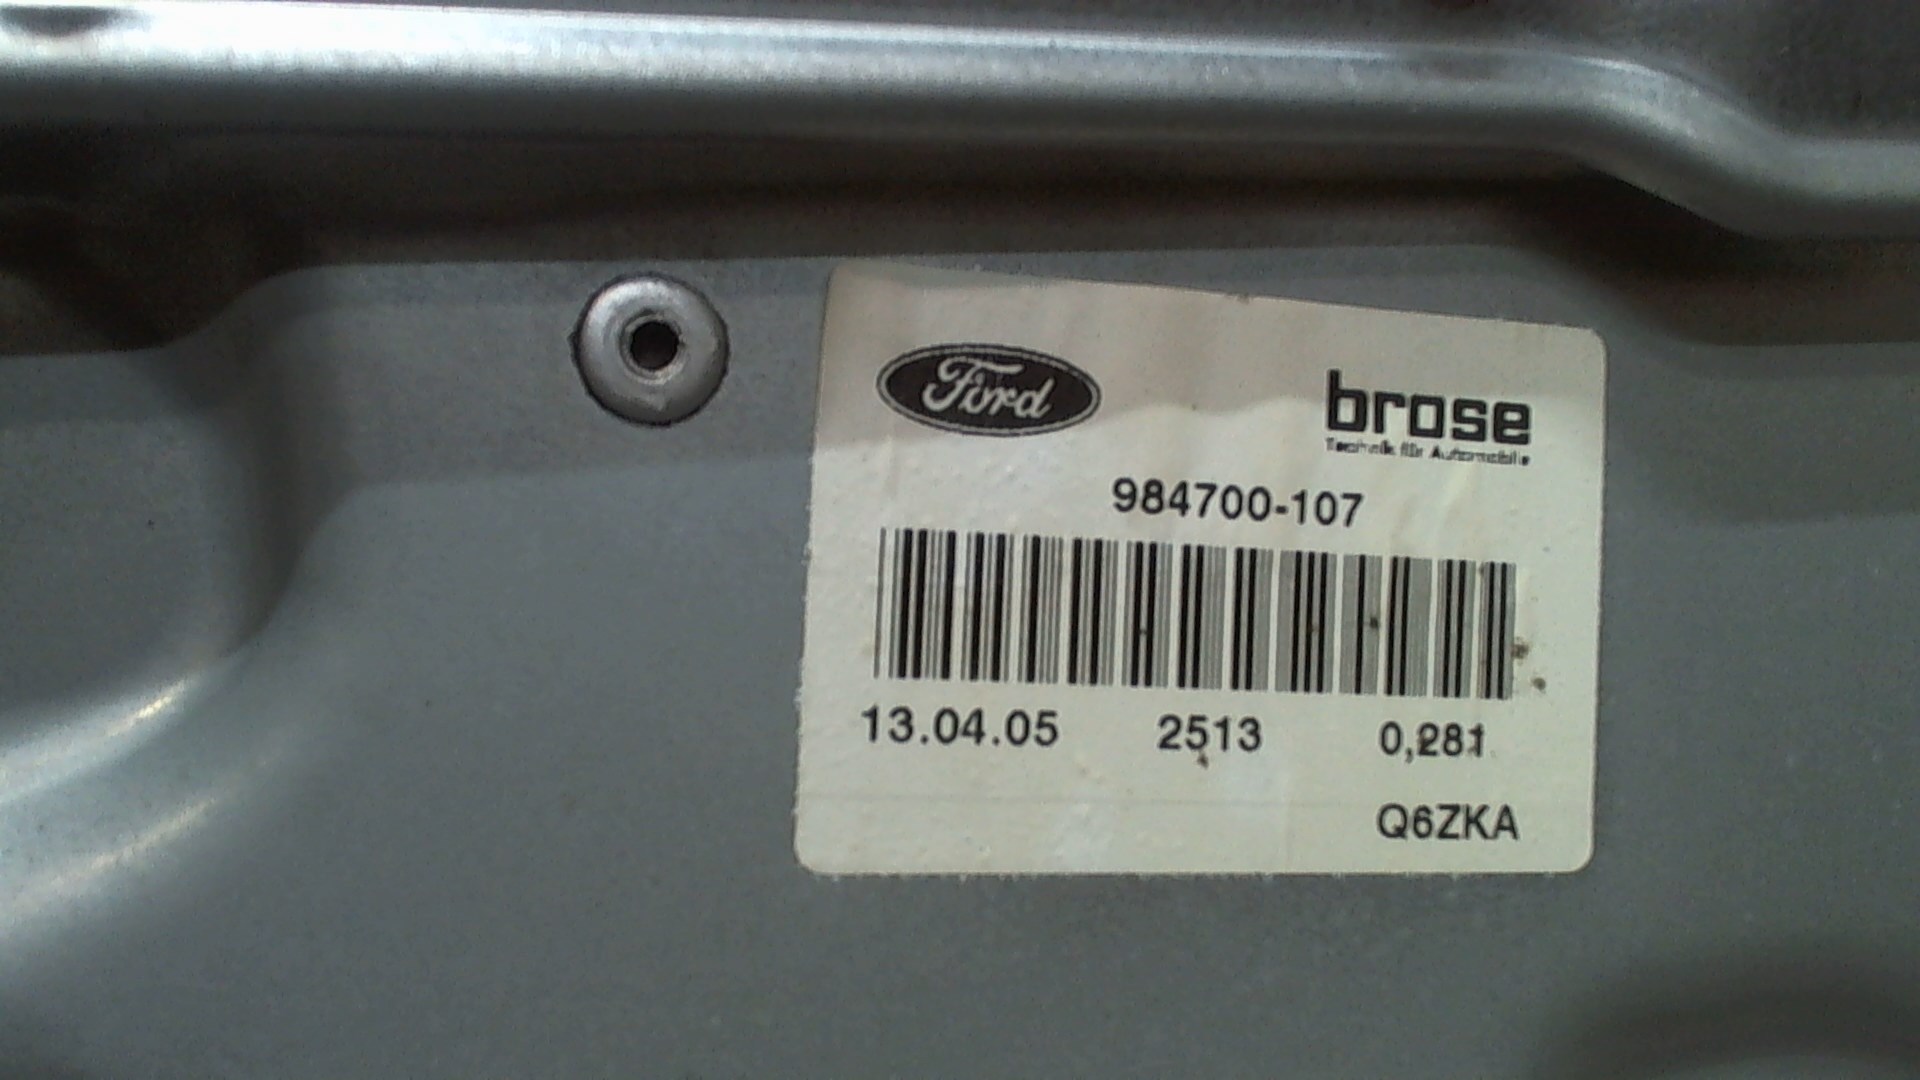 Ford
brose
Technik für Automobile
984700-107
13.04.05 2513 0,281
Q6ZKA